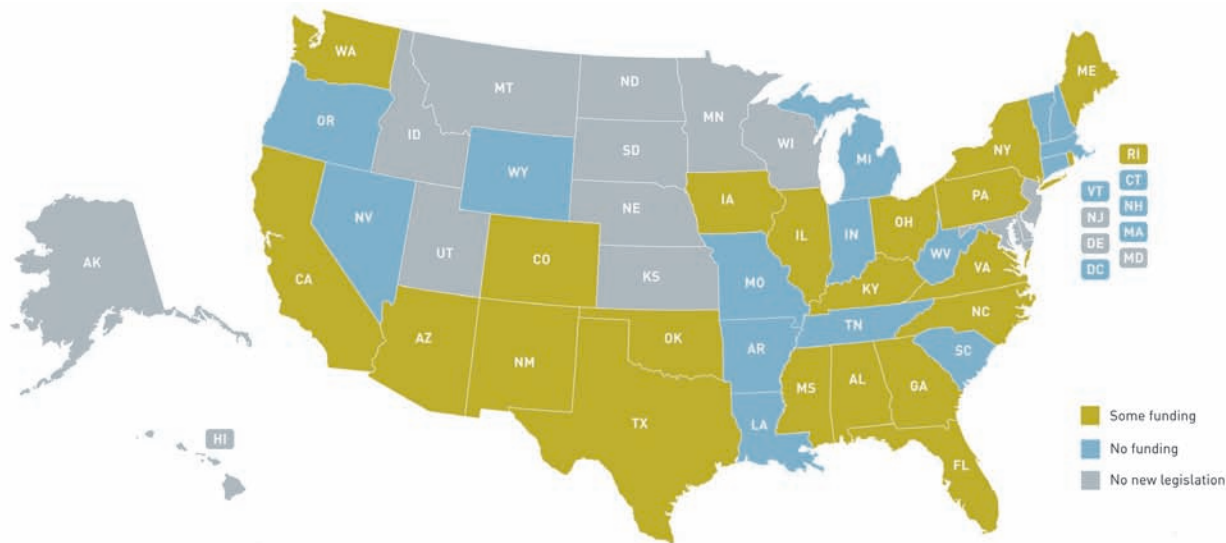 WA
OR
CA
NV
ID
MT
WY
UT
AZ
CO
NM
ND
SD
NE
KS
OK
TX
MN
IA
MO
AR
LA
WI
IL
MS
MI
IN
KY
TN
AL
OH
WV
GA
FL
SC
NC
VA
PA
NY
ME
AK
HI
RI
CT
NH
MA
MD
VT
NJ
DE
DC
Some funding
No funding
No new legislation